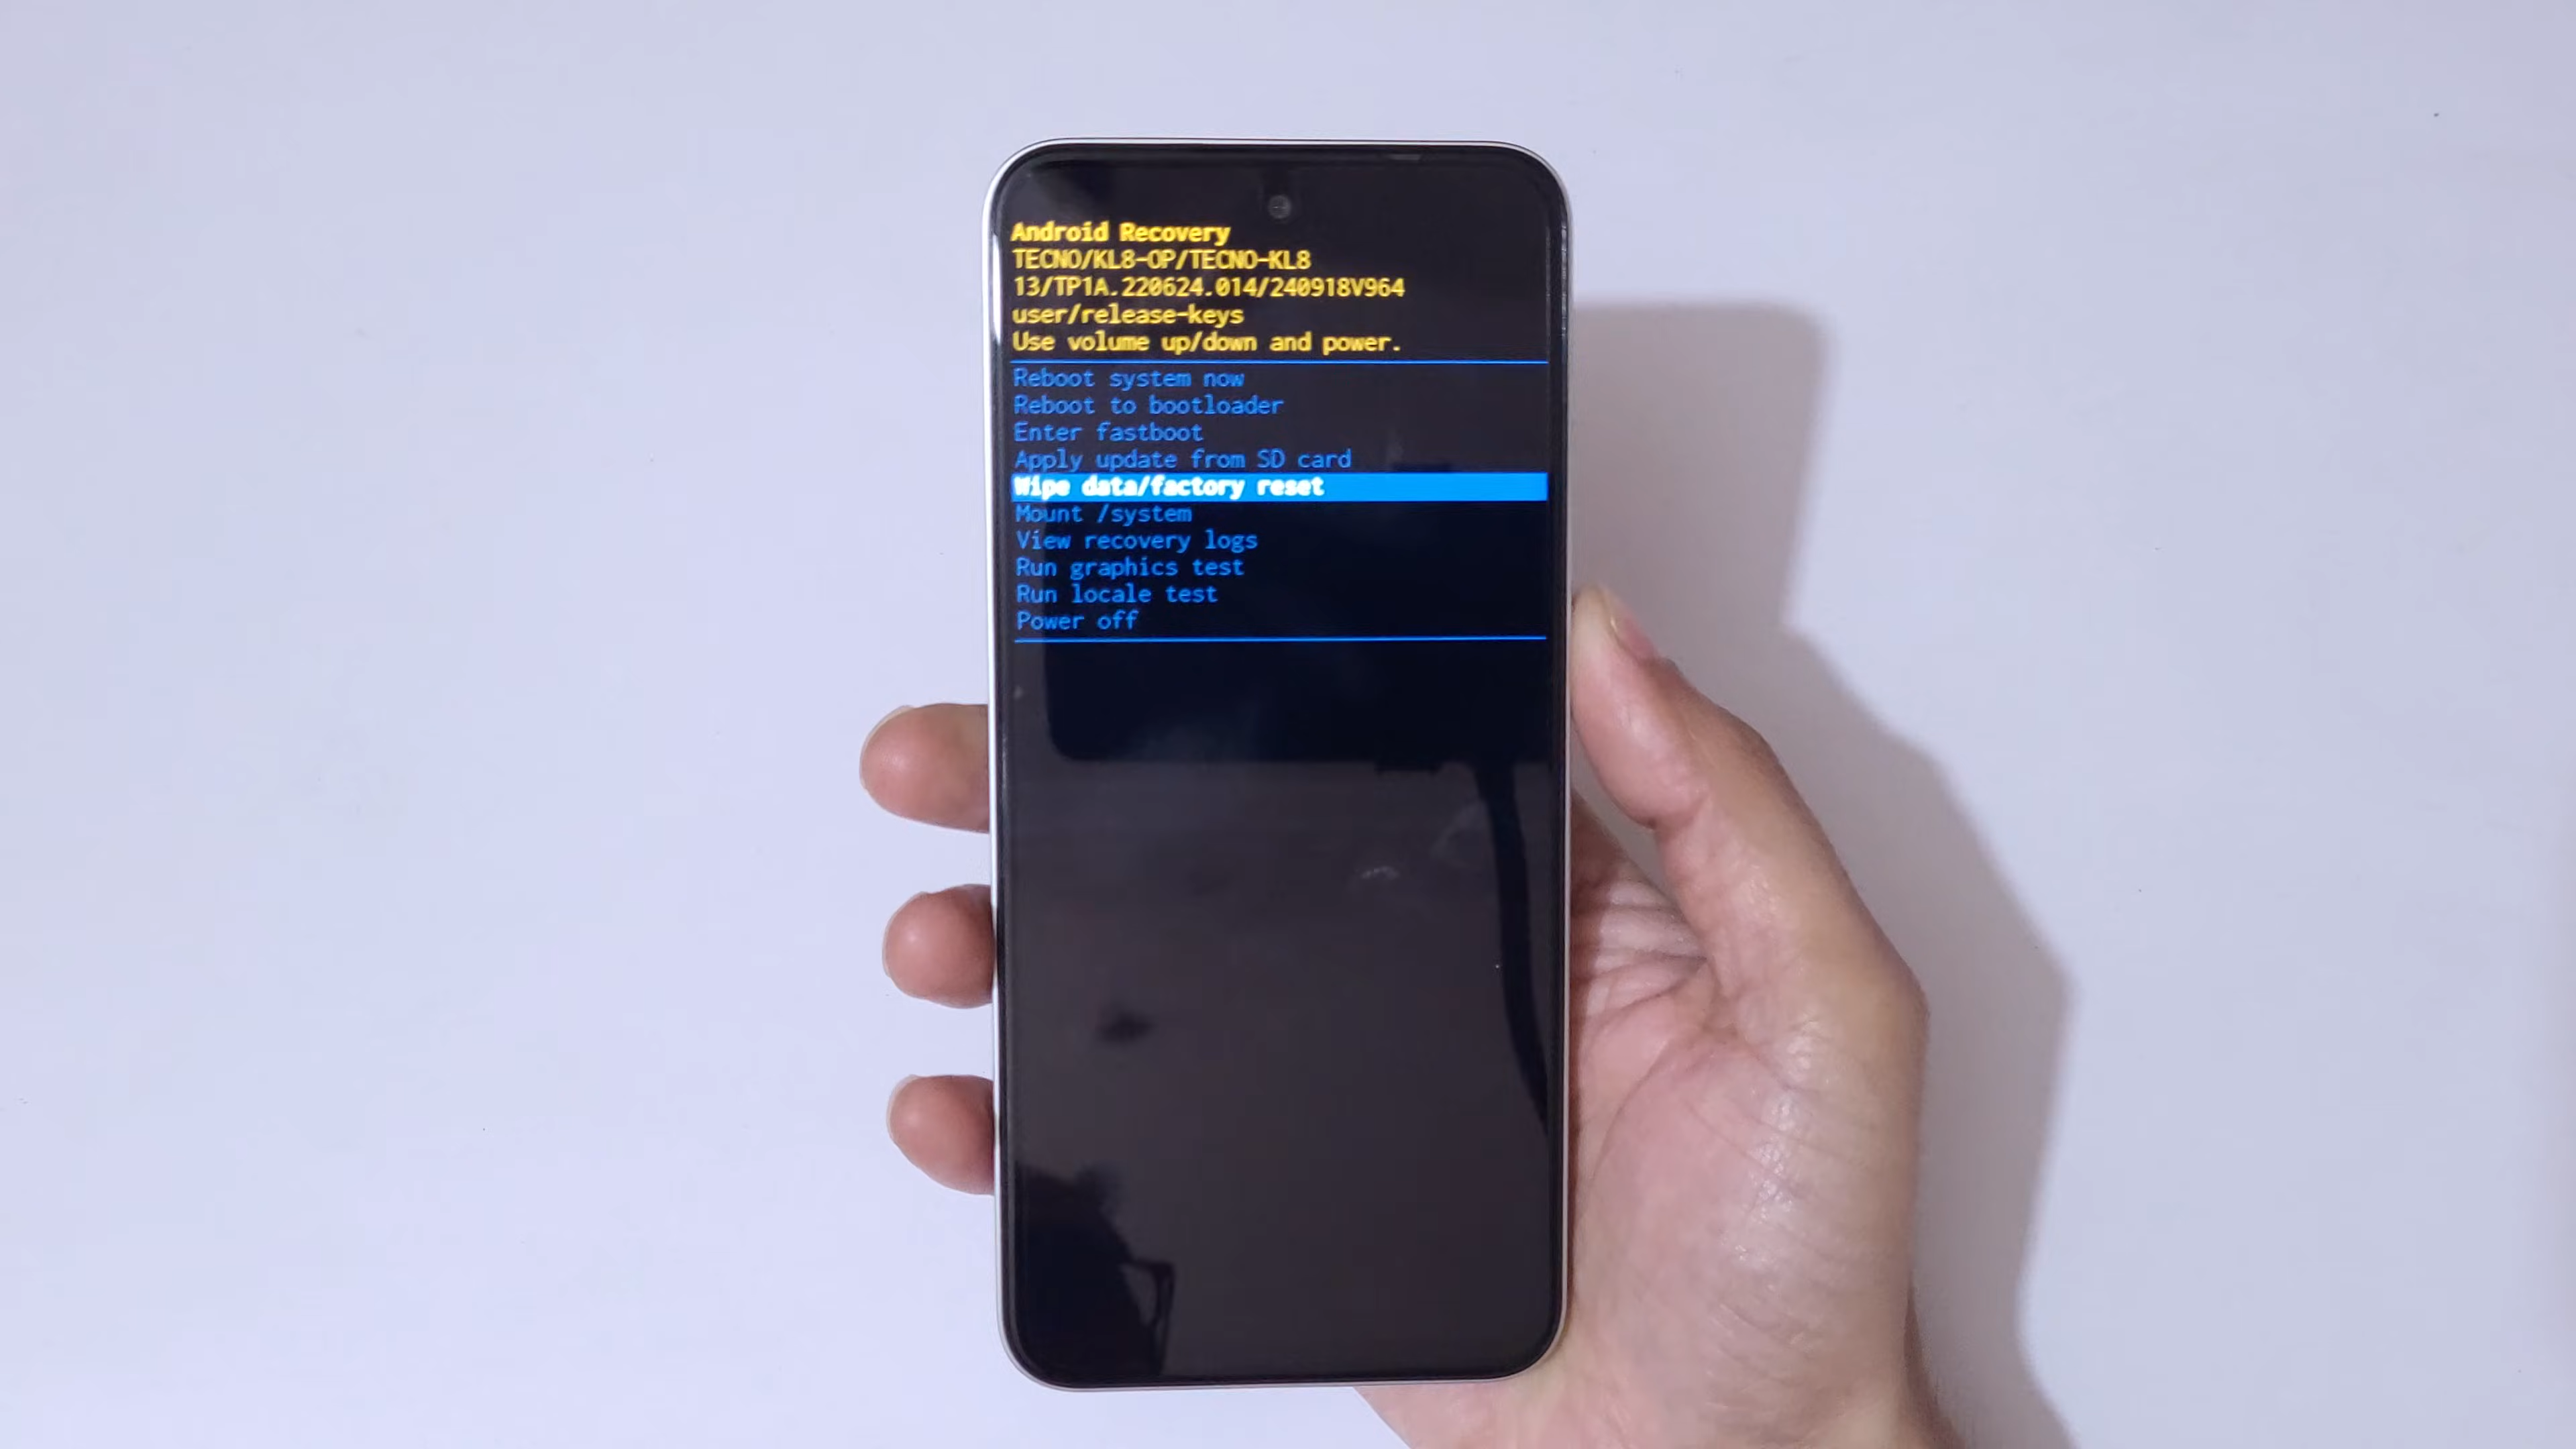 Android Recovery
TECNO/KL8-OP/TECNO-KL8
13/TP1A.220624.014/240918V964
user/release-keys
Use volume up/down and power.
Reboot system now
Reboot to bootloader
Enter fastboot
Apply update from SD card
Wipe data/factory reset
Mount /system
View recovery logs
Run graphics test
Run locale test
Power off